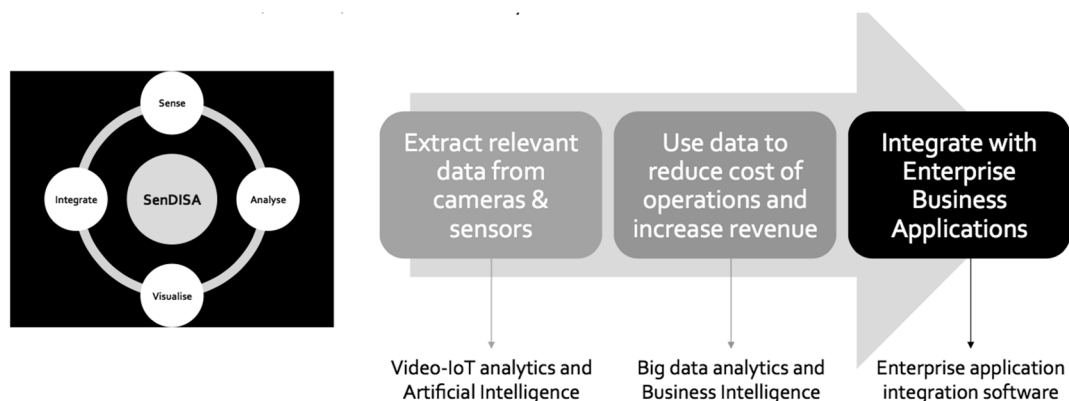 Sense
Integrate
SenDISA
Analyse
Visualise
Extract relevant
data from
cameras &
sensors
Use data to
reduce cost of
operations and
increase revenue
Integrate with
Enterprise
Business
Applications
Video-IoT analytics and
Artificial Intelligence
Big data analytics and
Business Intelligence
Enterprise application
integration software